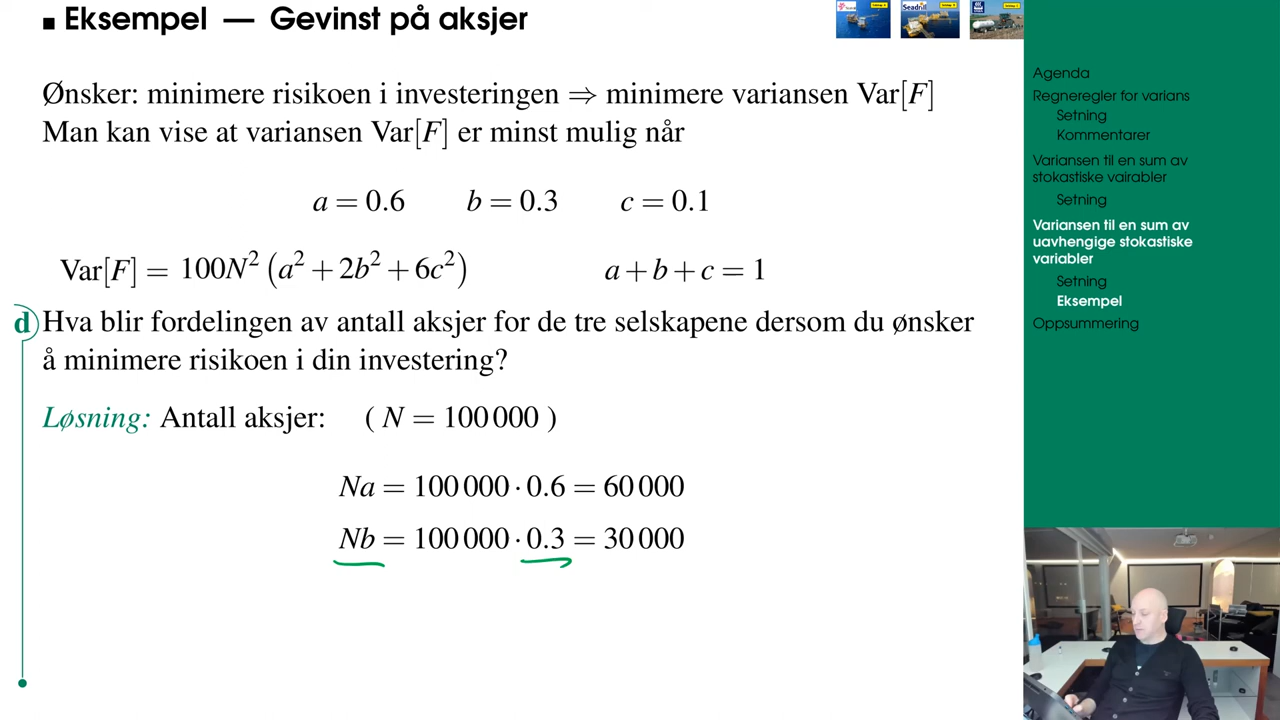 Eksempel — Gevinst på aksjer
Seadrill
Ønsker: minimere risikoen i investeringen ⇒ minimere variansen Var[F]
Man kan vise at variansen Var[F] er minst mulig når
a = 0.6 b = 0.3 c = 0.1
Var[F] = 100N² (a² + 2b² + 6c²) a + b + c = 1
d Hva blir fordelingen av antall aksjer for de tre selskapene dersom du ønsker
å minimere risikoen i din investering?
Løsning: Antall aksjer: ( N = 100 000 )
Na = 100 000 · 0.6 = 60 000
Nb = 100 000 · 0.3 = 30 000
Agenda
Regneregler for varians
Setning
Kommentarer
Variansen til en sum av
stokastiske vairabler
Setning
Variansen til en sum av
uavhengige stokastiske
variabler
Setning
Eksempel
Oppsummering